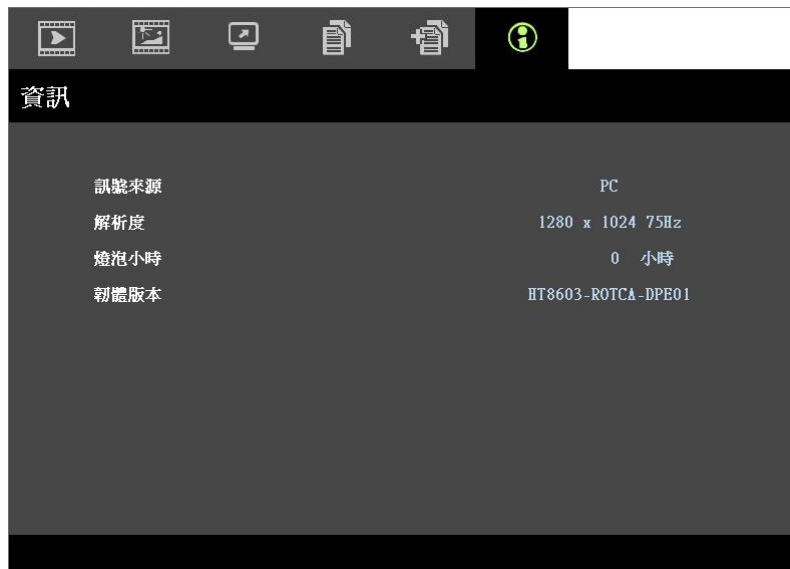 資訊
訊號來源 PC
解析度 1280 x 1024 75Hz
燈泡小時 0 小時
韌體版本 HT8603-R0TCA-DPE01